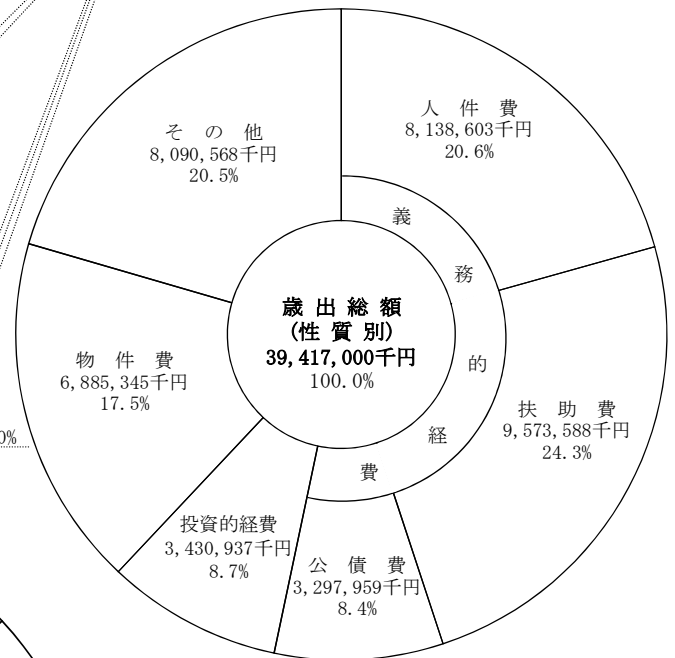 人件費
8,138,603千円
20.6%
扶助費
9,573,588千円
24.3%
公債費
3,297,959千円
8.4%
投資的経費
3,430,937千円
8.7%
物件費
6,885,345千円
17.5%
その他
8,090,568千円
20.5%
義務的経費
歳出総額
(性質別)
39,417,000千円
100.0%
0%